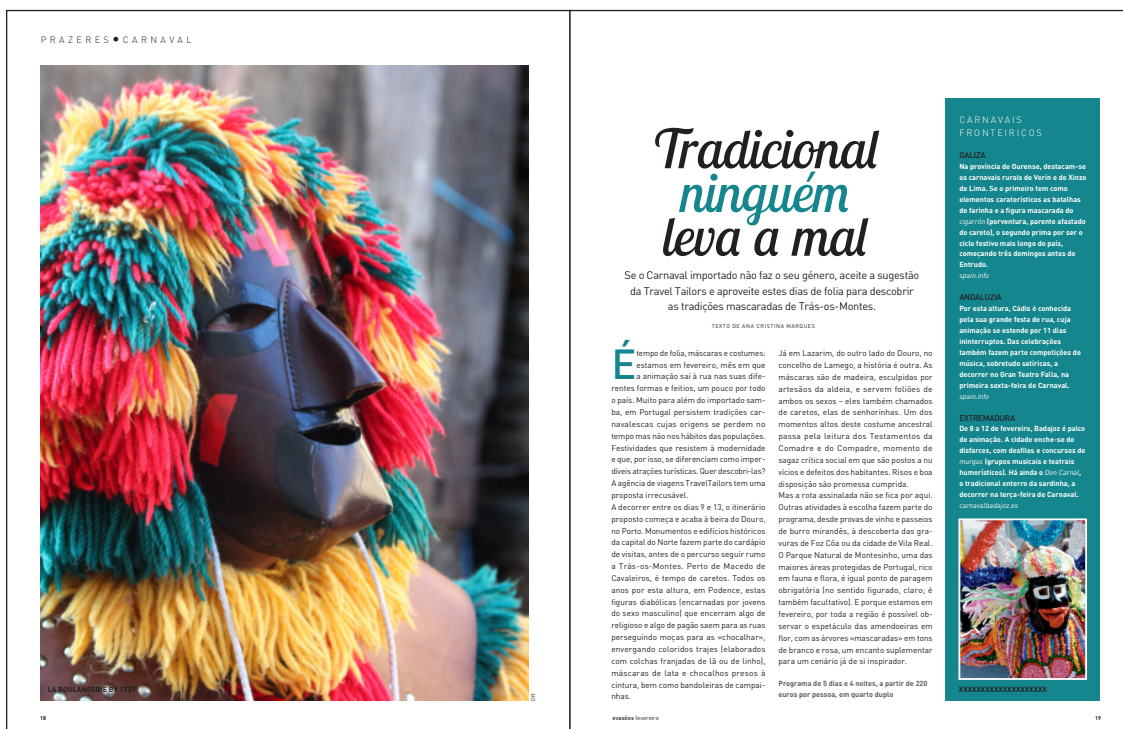 PRAZERES • CARNAVAL
LA BOULANGERIE BY STEF
DR
18
Tradicional
ninguém
leva a mal
Se o Carnaval importado não faz o seu género, aceite a sugestão
da Travel Tailors e aproveite estes dias de folia para descobrir
as tradições mascaradas de Trás-os-Montes.
TEXTO DE ANA CRISTINA MARQUES
É tempo de folia, máscaras e costumes:
estamos em fevereiro, mês em que
a animação sai à rua nas suas dife-
rentes formas e feitios, um pouco por todo
o país. Muito para além do importado sam-
ba, em Portugal persistem tradições car-
navalescas cujas origens se perdem no
tempo mas não nos hábitos das populações.
Festividades que resistem à modernidade
e que, por isso, se diferenciam como imper-
díveis atrações turísticas. Quer descobri-las?
A agência de viagens TravelTailors tem uma
proposta irrecusável.
A decorrer entre os dias 9 e 13, o itinerário
proposto começa e acaba à beira do Douro,
no Porto. Monumentos e edifícios históricos
da capital do Norte fazem parte do cardápio
de visitas, antes de o percurso seguir rumo
a Trás-os-Montes. Perto de Macedo de
Cavaleiros, é tempo de caretos. Todos os
anos por esta altura, em Podence, estas
figuras diabólicas (encarnadas por jovens
do sexo masculino) que encerram algo de
religioso e algo de pagão saem para as ruas
perseguindo moças para as «chocalhar»,
envergando coloridos trajes (elaborados
com colchas franjadas de lã ou de linho),
máscaras de lata e chocalhos presos à
cintura, bem como bandoleiras de campai-
nhas.
Já em Lazarim, do outro lado do Douro, no
concelho de Lamego, a história é outra. As
máscaras são de madeira, esculpidas por
artesãos da aldeia, e servem foliões de
ambos os sexos – eles também chamados
de caretos, elas de senhorinhas. Um dos
momentos altos deste costume ancestral
passa pela leitura dos Testamentos da
Comadre e do Compadre, momento de
sagaz crítica social em que são postos a nu
vícios e defeitos dos habitantes. Risos e boa
disposição são promessa cumprida.
Mas a rota assinalada não se fica por aqui.
Outras atividades à escolha fazem parte do
programa, desde provas de vinho e passeios
de burro mirandês, à descoberta das gra-
vuras de Foz Côa ou da cidade de Vila Real.
O Parque Natural de Montesinho, uma das
maiores áreas protegidas de Portugal, rico
em fauna e flora, é igual ponto de paragem
obrigatória (no sentido figurado, claro; é
também facultativo). E porque estamos em
fevereiro, por toda a região é possível ob-
servar o espetáculo das amendoeiras em
flor, com as árvores «mascaradas» em tons
de branco e rosa, um encanto suplementar
para um cenário já de si inspirador.
Programa de 5 dias e 4 noites, a partir de 220
euros por pessoa, em quarto duplo
CARNAVAIS
FRONTEIRIÇOS
GALIZA
Na província de Ourense, destacam-se
os carnavais rurais de Verín e de Xinzo
de Lima. Se o primeiro tem como
elementos caraterísticos as batalhas
de farinha e a figura mascarada do
cigarrón (porventura, parente afastado
do careto), o segundo prima por ser o
ciclo festivo mais longo do país,
começando três domingos antes do
Entrudo.
spain.info
ANDALUZIA
Por esta altura, Cádis é conhecida
pela sua grande festa de rua, cuja
animação se estende por 11 dias
ininterruptos. Das celebrações
também fazem parte competições de
música, sobretudo satíricas, a
decorrer no Gran Teatro Falla, na
primeira sexta-feira de Carnaval.
spain.info
EXTREMADURA
De 8 a 12 de fevereiro, Badajoz é palco
de animação. A cidade enche-se de
disfarces, com desfiles e concursos de
murgas (grupos musicais e teatrais
humorísticos). Há ainda o Don Carnal,
o tradicional enterro da sardinha, a
decorrer na terça-feira de Carnaval.
carnavalbadajoz.es
XXXXXXXXXXXXXXXXXXXX
evasões fevereiro
19